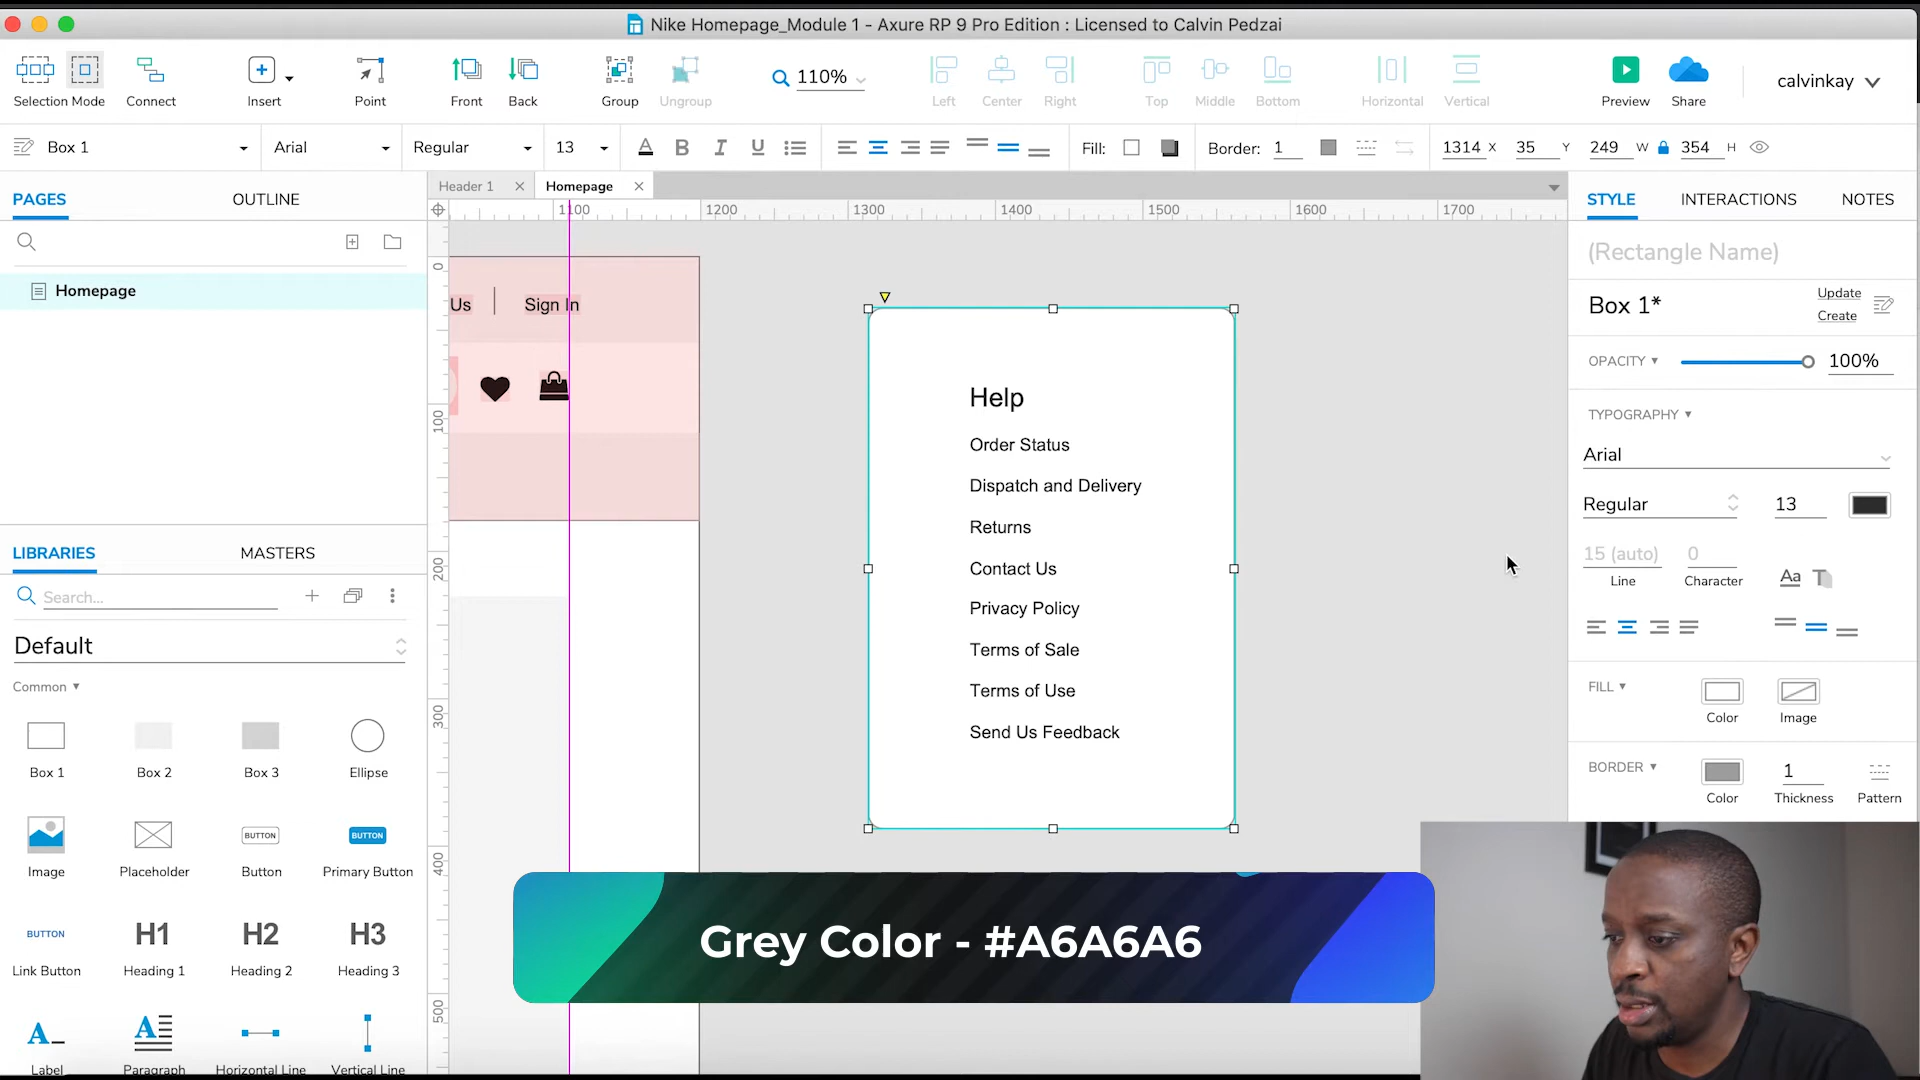 Nike Homepage_Module 1 - Axure RP 9 Pro Edition : Licensed to Calvin Pedzai
110%
calvinkay
Selection Mode
Connect
Insert
Point
Front
Back
Group
Ungroup
Left
Center
Right
Top
Middle
Bottom
Horizontal
Vertical
Preview
Share
Box 1
Arial
Regular
13
A
B
I
U
Fill:
Border:
1
1314 X
35 Y
249 W
354 H
PAGES
OUTLINE
Header 1
Homepage
STYLE
INTERACTIONS
NOTES
1100
1200
1300
1400
1500
1600
1700
Homepage
0
100
200
300
400
500
Us
Sign In
Help
Order Status
Dispatch and Delivery
Returns
Contact Us
Privacy Policy
Terms of Sale
Terms of Use
Send Us Feedback
(Rectangle Name)
Box 1*
Update
Create
OPACITY
100%
TYPOGRAPHY
Arial
Regular
13
15 (auto)
0
Line
Character
Aa
FILL
Color
Image
BORDER
1
Color
Thickness
Pattern
LIBRARIES
MASTERS
Search...
Default
Common
Box 1
Box 2
Box 3
Ellipse
BUTTON
BUTTON
Image
Placeholder
Button
Primary Button
BUTTON
H1
H2
H3
Link Button
Heading 1
Heading 2
Heading 3
A
A
Label
Paragraph
Horizontal Line
Vertical Line
Grey Color - #A6A6A6